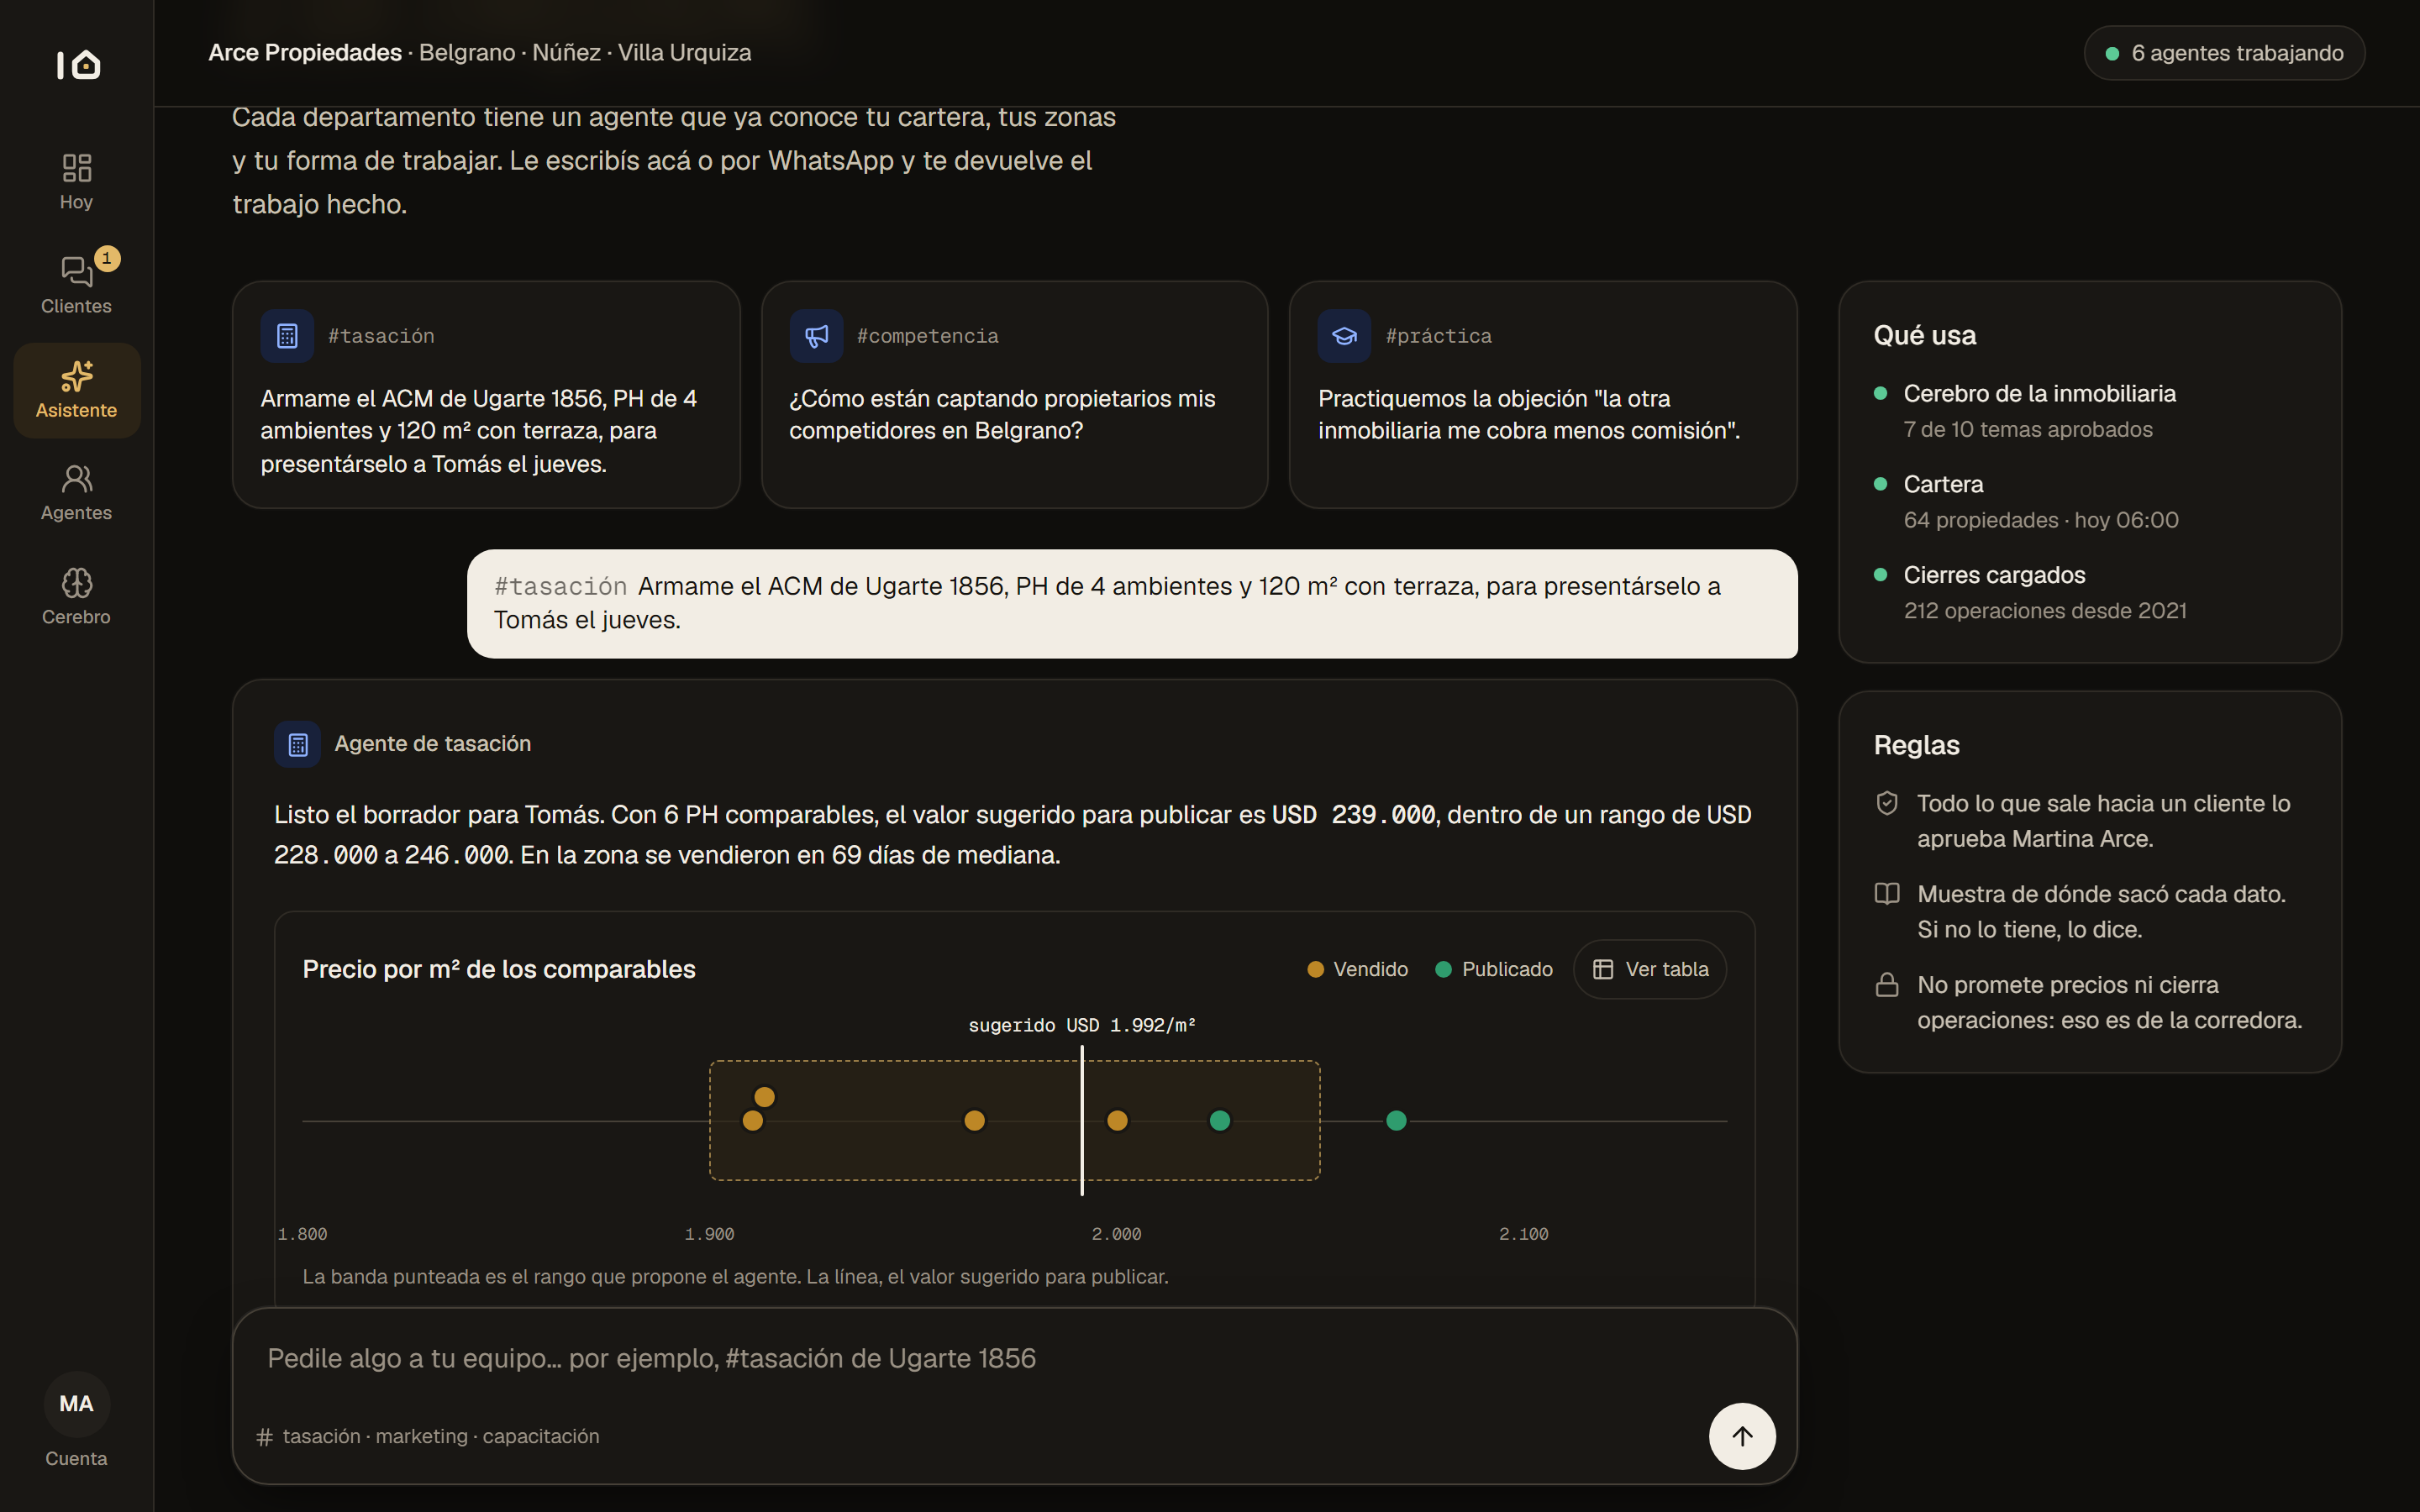 Arce Propiedades · Belgrano · Núñez · Villa Urquiza
6 agentes trabajando
Hoy
1
Clientes
Asistente
Agentes
Cerebro
MA
Cuenta
Cada departamento tiene un agente que ya conoce tu cartera, tus zonas
y tu forma de trabajar. Le escribís acá o por WhatsApp y te devuelve el
trabajo hecho.
#tasación
Armame el ACM de Ugarte 1856, PH de 4
ambientes y 120 m² con terraza, para
presentárselo a Tomás el jueves.
#competencia
¿Cómo están captando propietarios mis
competidores en Belgrano?
#práctica
Practiquemos la objeción "la otra
inmobiliaria me cobra menos comisión".
#tasación Armame el ACM de Ugarte 1856, PH de 4 ambientes y 120 m² con terraza, para presentárselo a
Tomás el jueves.
Agente de tasación
Listo el borrador para Tomás. Con 6 PH comparables, el valor sugerido para publicar es USD 239.000, dentro de un rango de USD
228.000 a 246.000. En la zona se vendieron en 69 días de mediana.
Precio por m² de los comparables
Vendido
Publicado
Ver tabla
sugerido USD 1.992/m²
1.800
1.900
2.000
2.100
La banda punteada es el rango que propone el agente. La línea, el valor sugerido para publicar.
Pedile algo a tu equipo... por ejemplo, #tasación de Ugarte 1856
# tasación · marketing · capacitación
Qué usa
Cerebro de la inmobiliaria
7 de 10 temas aprobados
Cartera
64 propiedades · hoy 06:00
Cierres cargados
212 operaciones desde 2021
Reglas
Todo lo que sale hacia un cliente lo
aprueba Martina Arce.
Muestra de dónde sacó cada dato.
Si no lo tiene, lo dice.
No promete precios ni cierra
operaciones: eso es de la corredora.